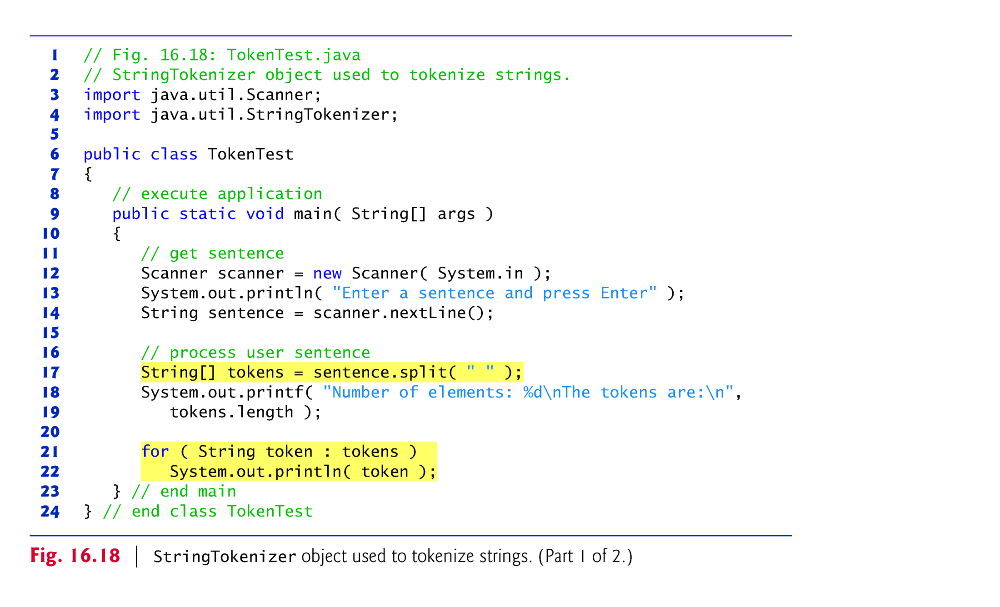 1 // Fig. 16.18: TokenTest.java
2 // StringTokenizer object used to tokenize strings.
3 import java.util.Scanner;
4 import java.util.StringTokenizer;
5
6 public class TokenTest
7 {
8    // execute application
9    public static void main( String[] args )
10    {
11       // get sentence
12       Scanner scanner = new Scanner( System.in );
13       System.out.println( "Enter a sentence and press Enter" );
14       String sentence = scanner.nextLine();
15
16       // process user sentence
17       String[] tokens = sentence.split( " " );
18       System.out.printf( "Number of elements: %d\nThe tokens are:\n",
19          tokens.length );
20
21       for ( String token : tokens )
22          System.out.println( token );
23    } // end main
24 } // end class TokenTest
Fig. 16.18 | StringTokenizer object used to tokenize strings. (Part 1 of 2.)